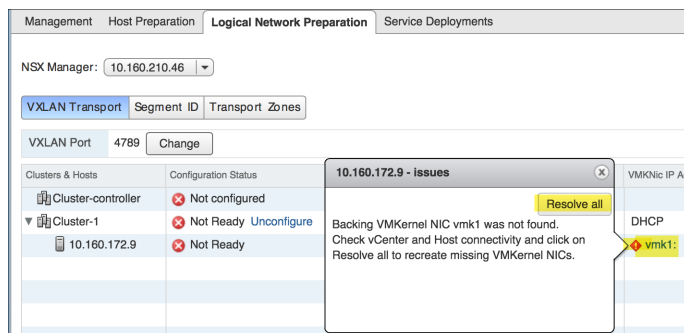 Management Host Preparation Logical Network Preparation Service Deployments
NSX Manager: 10.160.210.46
VXLAN Transport Segment ID Transport Zones
VXLAN Port 4789 Change
Clusters & Hosts Configuration Status 10.160.172.9 - issues VMKNic IP A
Cluster-controller Not configured
Resolve all
Cluster-1 Not Ready Unconfigure DHCP
Backing VMKernel NIC vmk1 was not found.
10.160.172.9 Not Ready vmk1:
Check vCenter and Host connectivity and click on
Resolve all to recreate missing VMKernel NICs.